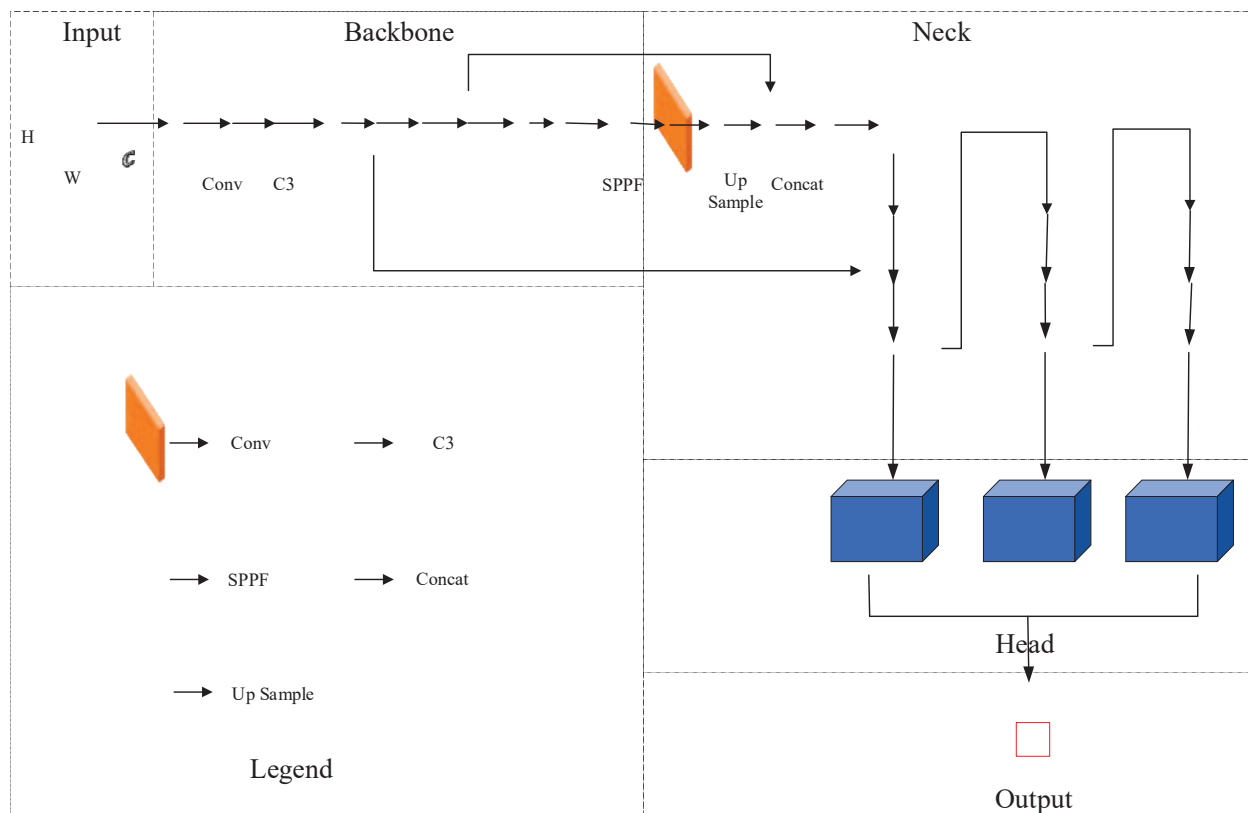 Input
Backbone
Neck
H
W
C
Conv
C3
SPPF
Up
Sample
Concat
Conv
C3
SPPF
Concat
Up Sample
Legend
Head
Output